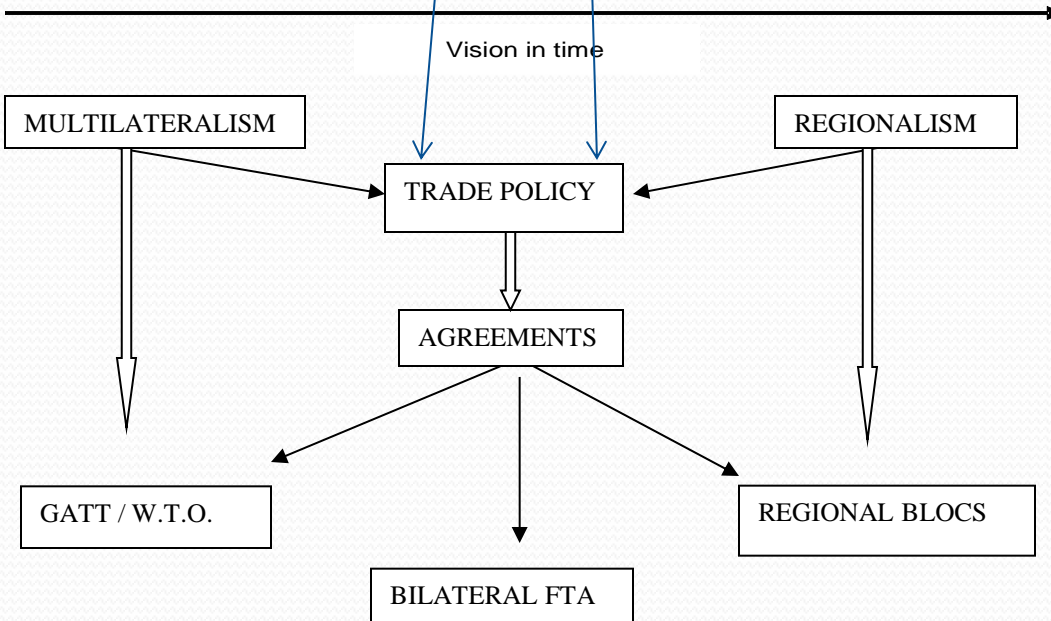 Vision in time
MULTILATERALISM
REGIONALISM
TRADE POLICY
AGREEMENTS
GATT / W.T.O.
REGIONAL BLOCS
BILATERAL FTA